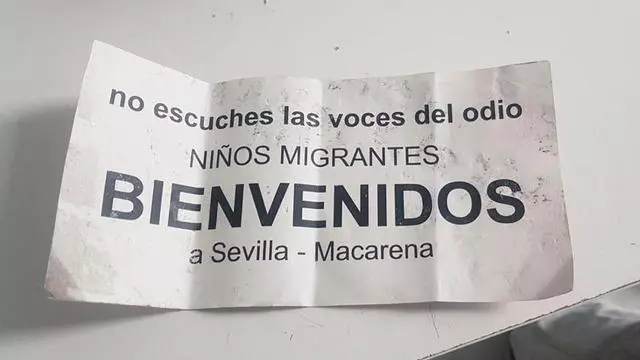 no escuches las voces del odio
NIÑOS MIGRANTES
BIENVENIDOS
a Sevilla - Macarena